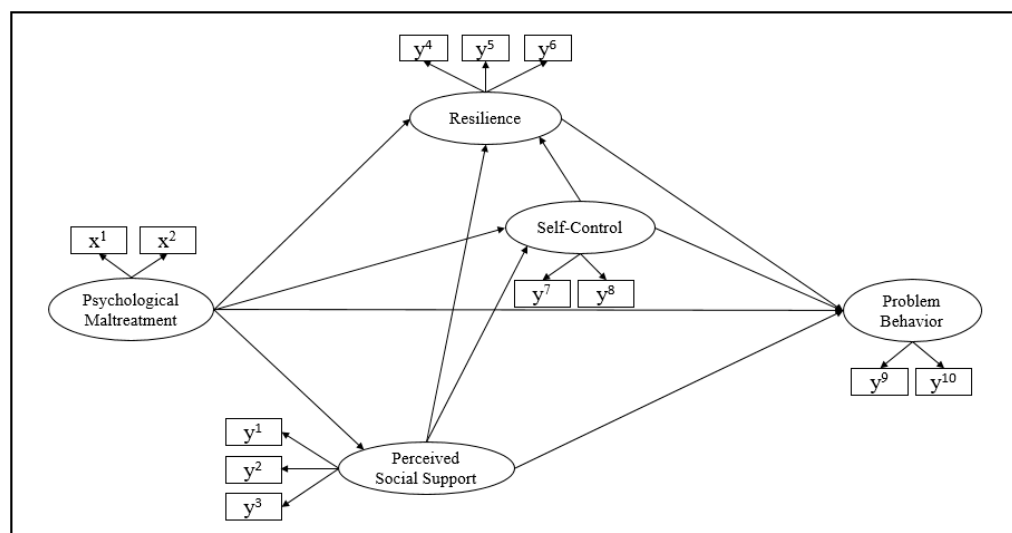 y⁴ y⁵ y⁶
Resilience
Self-Control
x¹ x²
y⁷ y⁸
Psychological
Maltreatment
Problem
Behavior
y⁹ y¹⁰
y¹
y²
y³
Perceived
Social Support